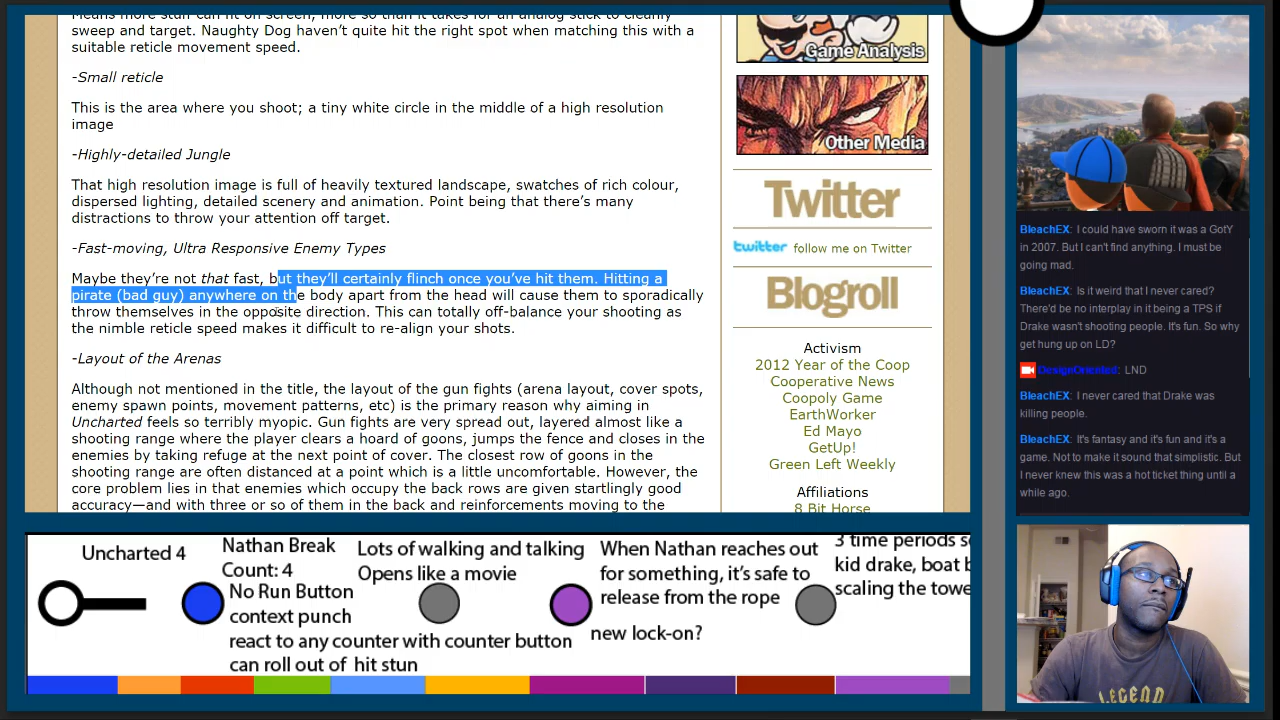 Means more stuff can fit on screen, more so than it takes for an analog stick to cleanly
sweep and target. Naughty Dog haven't quite hit the right spot when matching this with a
suitable reticle movement speed.
-Small reticle
This is the area where you shoot; a tiny white circle in the middle of a high resolution
image
-Highly-detailed Jungle
That high resolution image is full of heavily textured landscape, swatches of rich colour,
dispersed lighting, detailed scenery and animation. Point being that there's many
distractions to throw your attention off target.
-Fast-moving, Ultra Responsive Enemy Types
Maybe they're not that fast, but they'll certainly flinch once you've hit them. Hitting a
pirate (bad guy) anywhere on the body apart from the head will cause them to sporadically
throw themselves in the opposite direction. This can totally off-balance your shooting as
the nimble reticle speed makes it difficult to re-align your shots.
-Layout of the Arenas
Although not mentioned in the title, the layout of the gun fights (arena layout, cover spots,
enemy spawn points, movement patterns, etc) is the primary reason why aiming in
Uncharted feels so terribly myopic. Gun fights are very spread out, layered almost like a
shooting range where the player clears a hoard of goons, jumps the fence and closes in the
enemies by taking refuge at the next point of cover. The closest row of goons in the
shooting range are often distanced at a point which is a little uncomfortable. However, the
core problem lies in that enemies which occupy the back rows are given startlingly good
accuracy—and with three or so of them in the back and reinforcements moving to the
Game Analysis
Other Media
Twitter
twitter follow me on Twitter
Blogroll
Activism
2012 Year of the Coop
Cooperative News
Coopoly Game
EarthWorker
Ed Mayo
GetUp!
Green Left Weekly
Affiliations
8 Bit Horse
BleachEX: I could have sworn it was a GotY
in 2007. But I can't find anything. I must be
going mad.
BleachEX: Is it weird that I never cared?
There'd be no interplay in it being a TPS if
Drake wasn't shooting people. It's fun. So why
get hung up on LD?
DesignOriented: LND
BleachEX: I never cared that Drake was
killing people.
BleachEX: It's fantasy and it's fun and it's a
game. Not to make it sound that simplistic. But
I never knew this was a hot ticket thing until a
while ago.
Uncharted 4
Nathan Break
Count: 4
No Run Button
context punch
react to any counter with counter button
can roll out of hit stun
Lots of walking and talking
Opens like a movie
When Nathan reaches out
for something, it's safe to
release from the rope
new lock-on?
3 time periods
kid drake, boat
scaling the
LEGEND